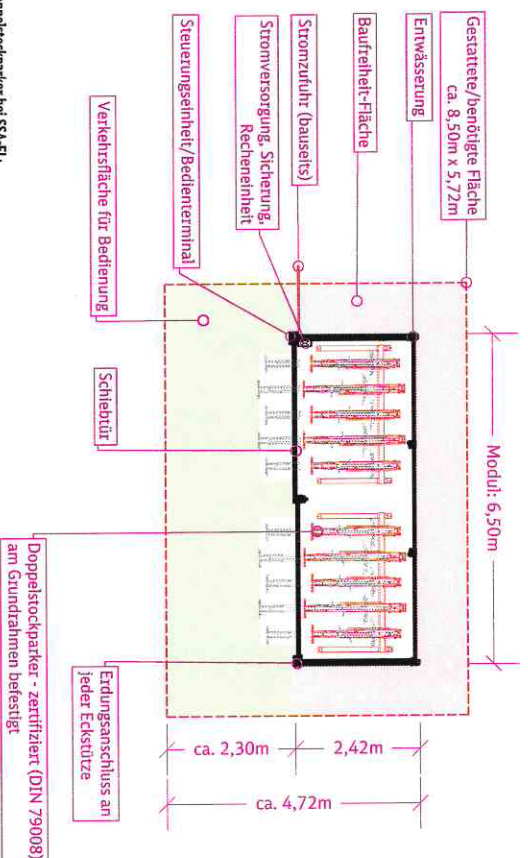 Gestattete/benötigte Fläche
ca. 8,50m x 5,72m
Entwässerung
Baufreiheit-Fläche
Stromzufuhr (bauseits)
Stromversorgung, Sicherung,
Recheneinheit
Steuerungseinheit/Bedienterminal
Verkehrsfläche für Bedienung
Modul: 6,50m
Schiebtür
Doppelstockparker - zertifiziert (DIN 79008)
am Grundrahmen befestigt
Erdungsanschluss an
jeder Eckstütze
ca. 2,30m
2,42m
ca. 4,72m